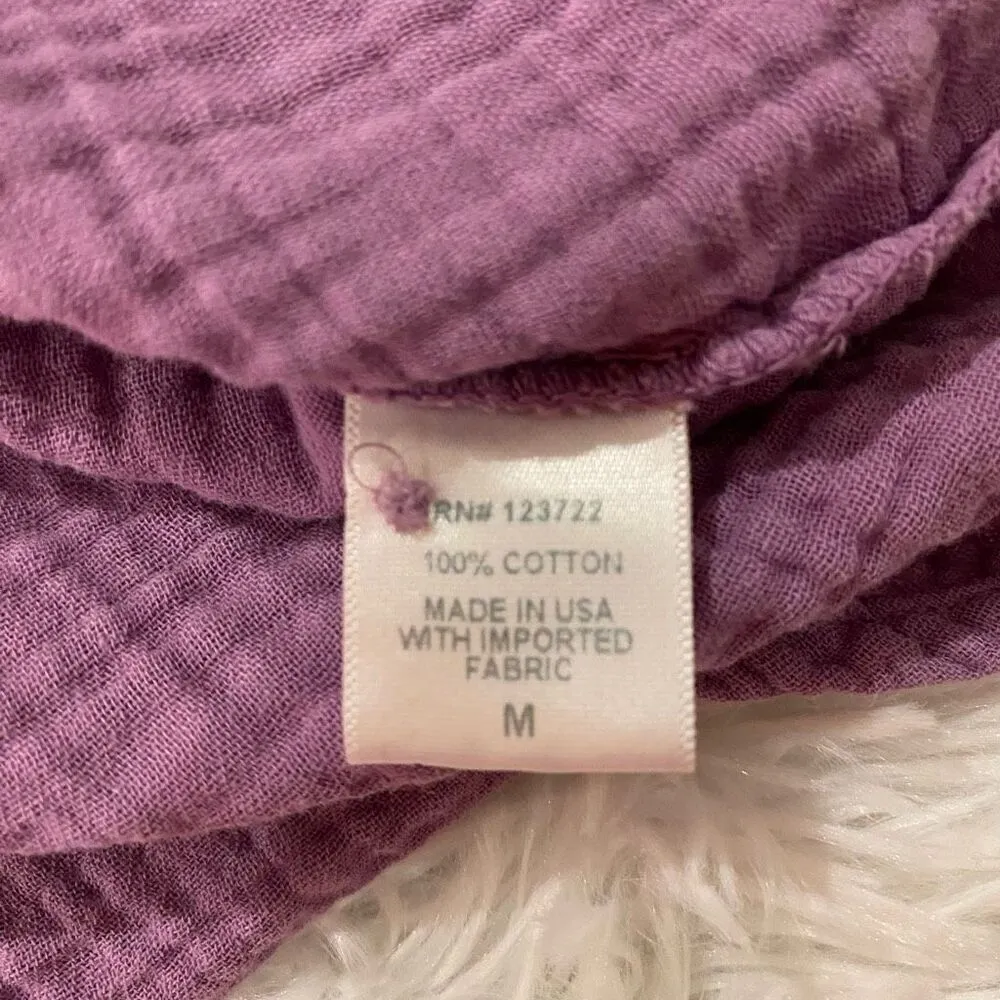 RN# 123722
100% COTTON
MADE IN USA
WITH IMPORTED
FABRIC
M